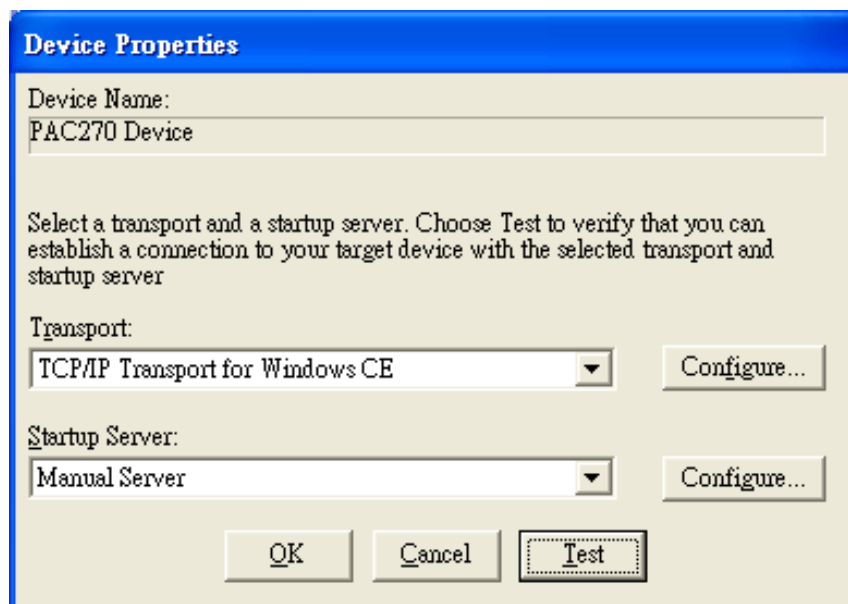 Device Properties
Device Name:
PAC270 Device
Select a transport and a startup server. Choose Test to verify that you can
establish a connection to your target device with the selected transport and
startup server
Transport:
TCP/IP Transport for Windows CE
Configure...
Startup Server:
Manual Server
Configure...
OK Cancel Test